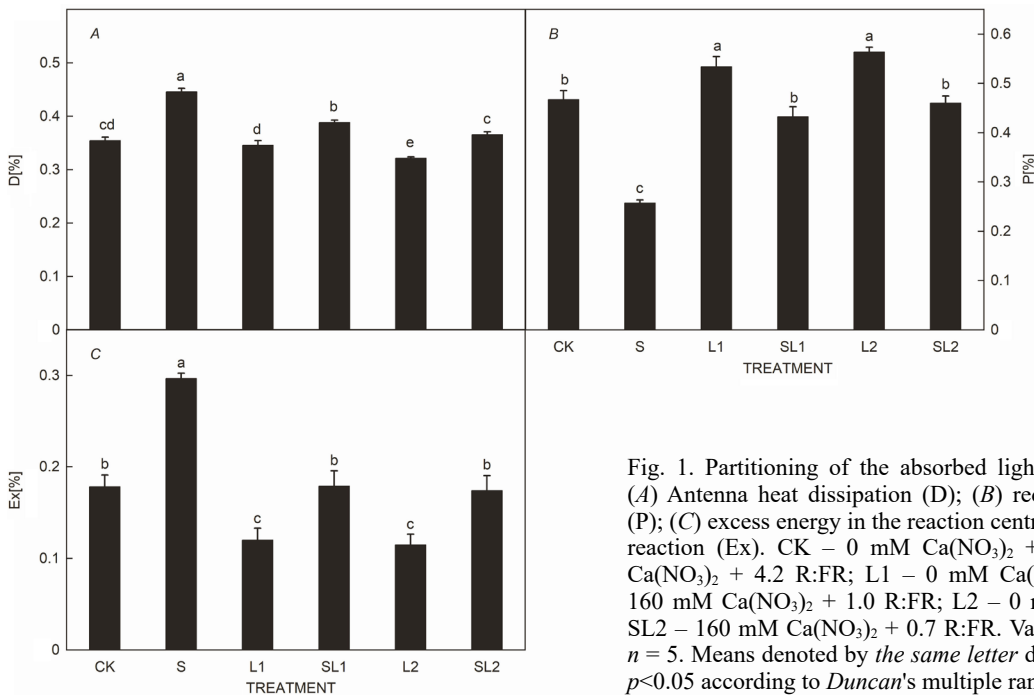 A
0.5
0.4
0.3
0.2
0.1
0
D[%]
cd
a
d
b
e
c
B
0.6
0.5
0.4
0.3
0.2
0.1
0
P[%]
b
c
a
b
a
b
CK S L1 SL1 L2 SL2
TREATMENT
C
0.3
0.2
0.1
0
Ex[%]
b
a
c
b
c
b
CK S L1 SL1 L2 SL2
TREATMENT
Fig. 1. Partitioning of the absorbed ligh
(A) Antenna heat dissipation (D); (B) rea
(P); (C) excess energy in the reaction centr
reaction (Ex). CK – 0 mM Ca(NO₃)₂ +
Ca(NO₃)₂ + 4.2 R:FR; L1 – 0 mM Ca(
160 mM Ca(NO₃)₂ + 1.0 R:FR; L2 – 0 m
SL2 – 160 mM Ca(NO₃)₂ + 0.7 R:FR. Va
n = 5. Means denoted by the same letter d
p<0.05 according to Duncan's multiple ran